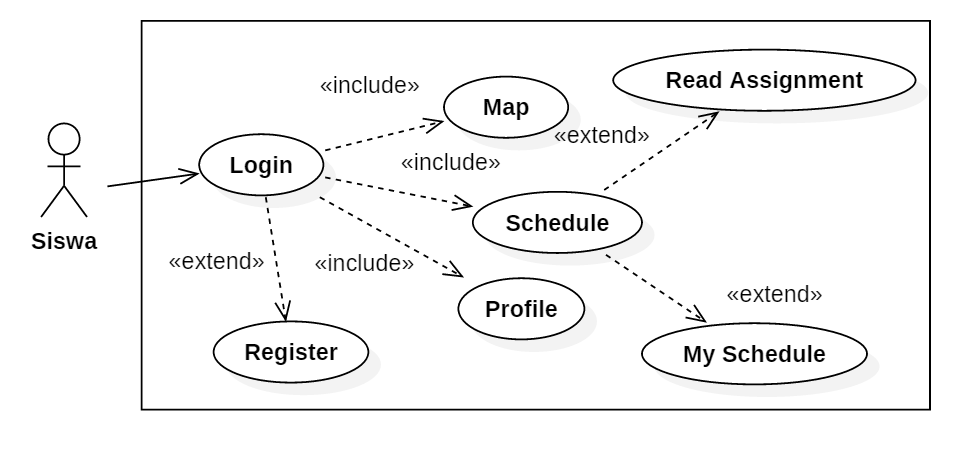 Read Assignment
«include»
Map
«extend»
Login
«include»
Schedule
Siswa
«extend»
«include»
Profile
«extend»
Register
My Schedule